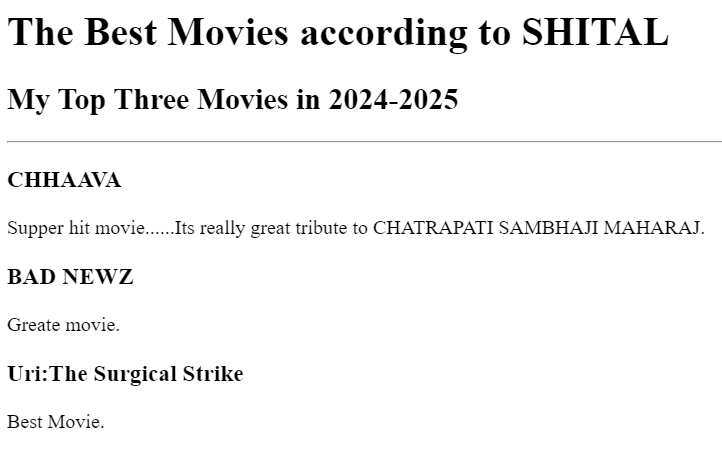 The Best Movies according to SHITAL
My Top Three Movies in 2024-2025
CHHAAVA
Supper hit movie......Its really great tribute to CHATRAPATI SAMBHAJI MAHARAJ.
BAD NEWZ
Greate movie.
Uri:The Surgical Strike
Best Movie.